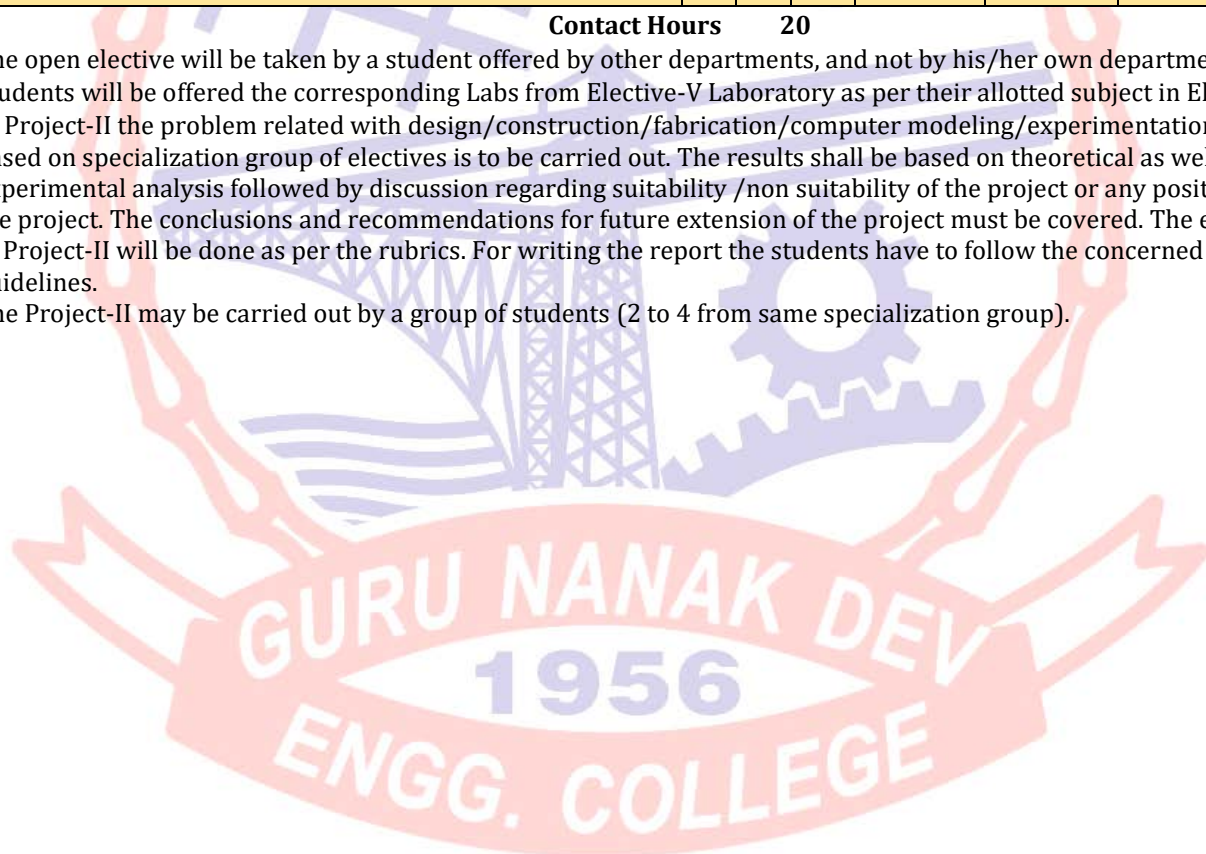 Contact Hours 20
ne open elective will be taken by a student offered by other departments, and not by his/her own departme
udents will be offered the corresponding Labs from Elective-V Laboratory as per their allotted subject in El
Project-II the problem related with design/construction/fabrication/computer modeling/experimentation
ased on specialization group of electives is to be carried out. The results shall be based on theoretical as wel
xperimental analysis followed by discussion regarding suitability /non suitability of the project or any posit
e project. The conclusions and recommendations for future extension of the project must be covered. The e
Project-II will be done as per the rubrics. For writing the report the students have to follow the concerned
uidelines.
ne Project-II may be carried out by a group of students (2 to 4 from same specialization group).
GURU NANAK DEV
1956
ENGG. COLLEGE